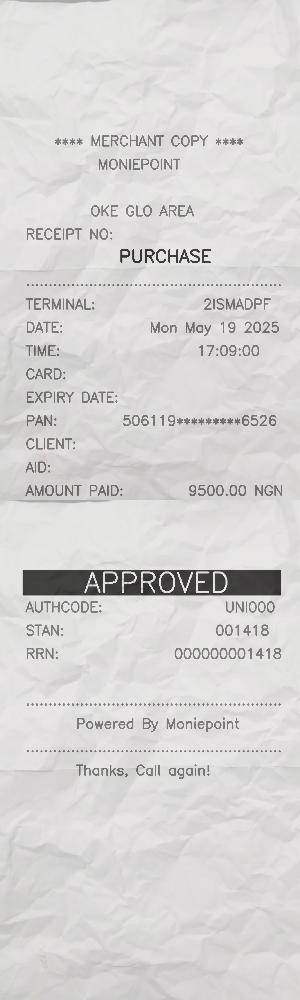 **** MERCHANT COPY ****
MONIEPOINT
OKE GLO AREA
RECEIPT NO:
PURCHASE
TERMINAL: 2ISMADPF
DATE: Mon May 19 2025
TIME: 17:09:00
CARD:
EXPIRY DATE:
PAN: 506119*********6526
CLIENT:
AID:
AMOUNT PAID: 9500.00 NGN
APPROVED
AUTHCODE: UNI000
STAN: 001418
RRN: 000000001418
Powered By Moniepoint
Thanks, Call again!